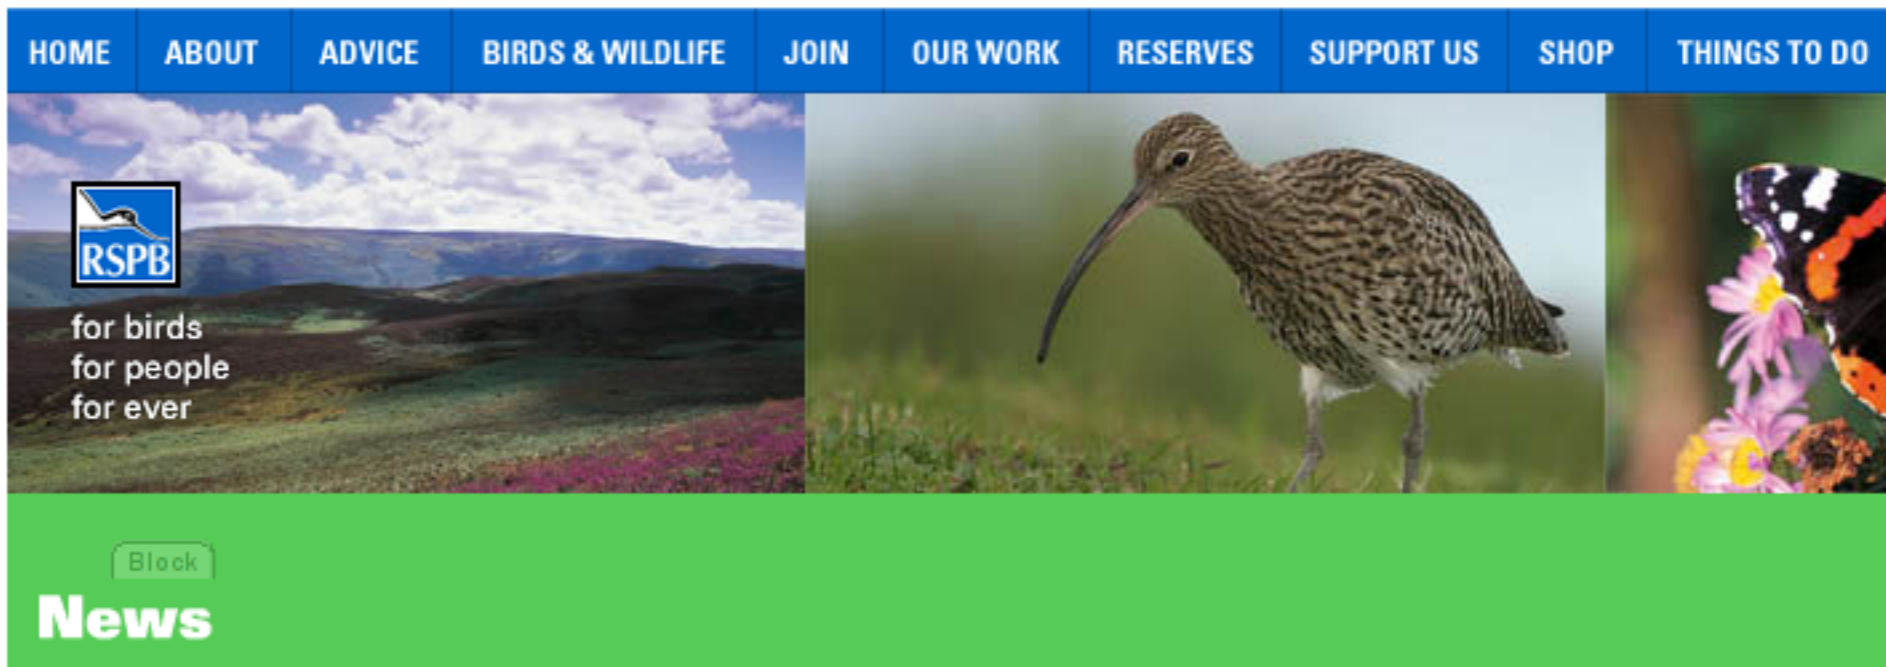 HOME ABOUT ADVICE BIRDS & WILDLIFE JOIN OUR WORK RESERVES SUPPORT US SHOP THINGS TO DO
RSPB
for birds
for people
for ever
Block
News